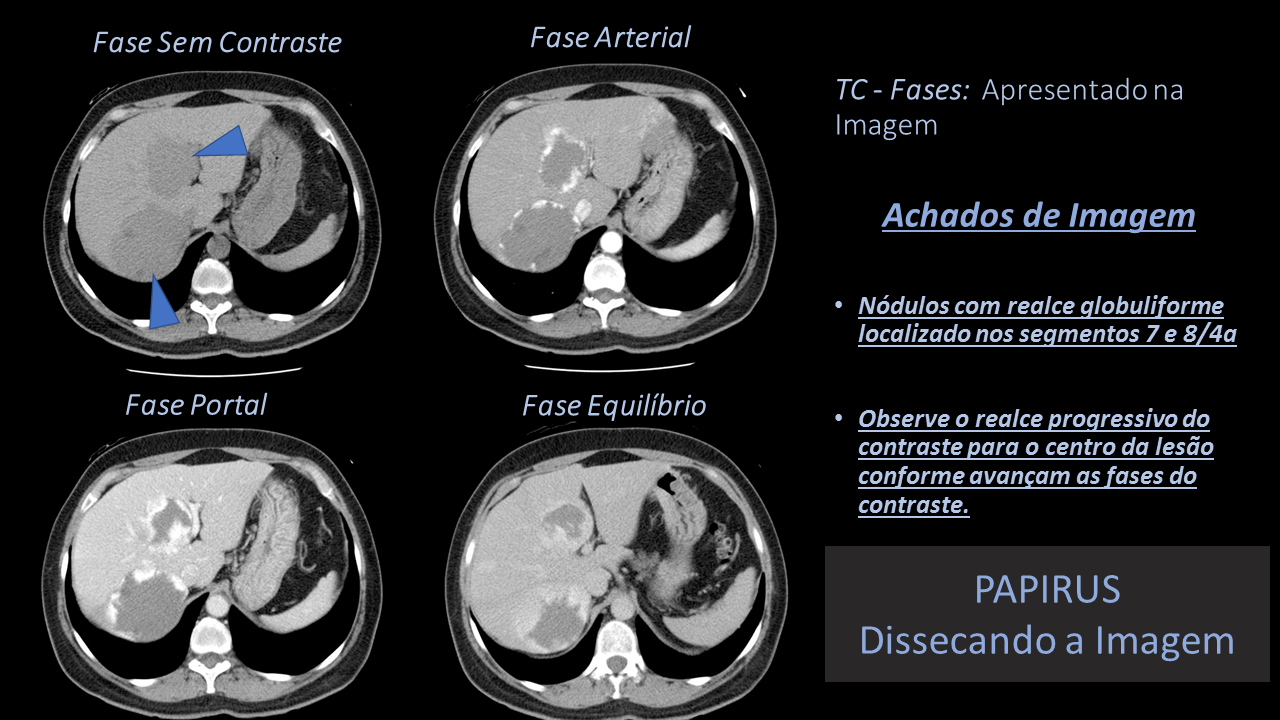 Fase Sem Contraste
Fase Arterial
TC - Fases: Apresentado na
Imagem
Achados de Imagem
• Nódulos com realce globuliforme
localizado nos segmentos 7 e 8/4a
Fase Portal
Fase Equilíbrio
• Observe o realce progressivo do
contraste para o centro da lesão
conforme avançam as fases do
contraste.
PAPIRUS
Dissecando a Imagem